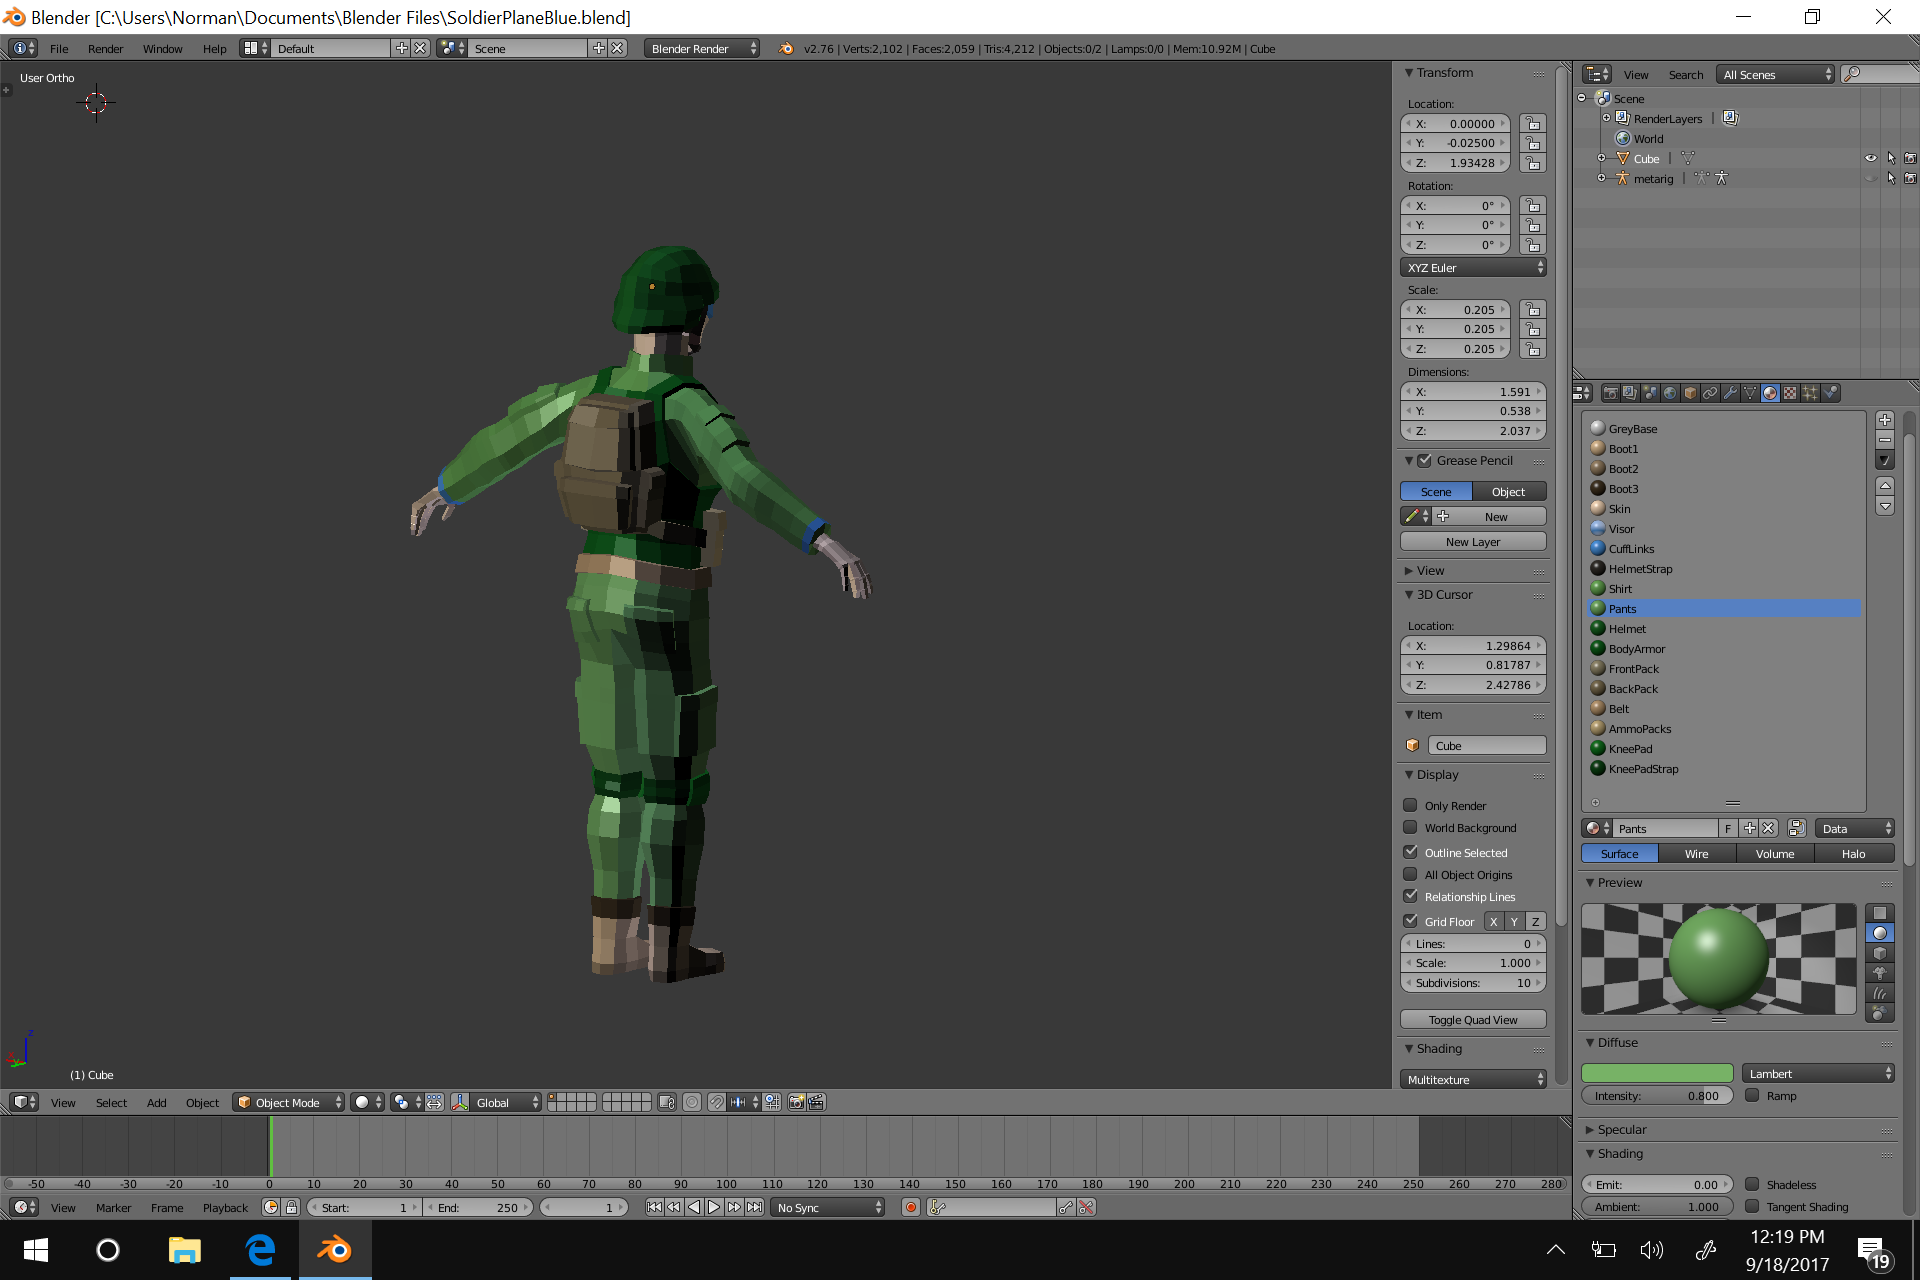 Blender [C:\Users\Norman\Documents\Blender Files\SoldierPlaneBlue.blend]
File Render Window Help Default Scene Blender Render v2.76 | Verts:2,102 | Faces:2,059 | Tris:4,212 | Objects:0/2 | Lamps:0/0 | Mem:10.92M | Cube
User Ortho
(1) Cube
Transform
Location:
X: 0.00000
Y: -0.02500
Z: 1.93428
Rotation:
X: 0°
Y: 0°
Z: 0°
XYZ Euler
Scale:
X: 0.205
Y: 0.205
Z: 0.205
Dimensions:
X: 1.591
Y: 0.538
Z: 2.037
Grease Pencil
Scene Object
New
New Layer
View
3D Cursor
Location:
X: 1.29864
Y: 0.81787
Z: 2.42786
Item
Cube
Display
Only Render
World Background
Outline Selected
All Object Origins
Relationship Lines
Grid Floor X Y Z
Lines: 0
Scale: 1.000
Subdivisions: 10
Toggle Quad View
Shading
Multitexture
View Search All Scenes
Scene
RenderLayers |
World
Cube |
metarig |
GreyBase
Boot1
Boot2
Boot3
Skin
Visor
CuffLinks
HelmetStrap
Shirt
Pants
Helmet
BodyArmor
FrontPack
BackPack
Belt
AmmoPacks
KneePad
KneePadStrap
Pants F Data
Surface Wire Volume Halo
Preview
Diffuse
Lambert
Intensity: 0.800 Ramp
Specular
Shading
Emit: 0.00 Shadeless
Ambient: 1.000 Tangent Shading
View Select Add Object Object Mode Global
-50 -40 -30 -20 -10 0 10 20 30 40 50 60 70 80 90 100 110 120 130 140 150 160 170 180 190 200 210 220 230 240 250 260 270 280
View Marker Frame Playback Start: 1 End: 250 1 No Sync
12:19 PM
9/18/2017
19